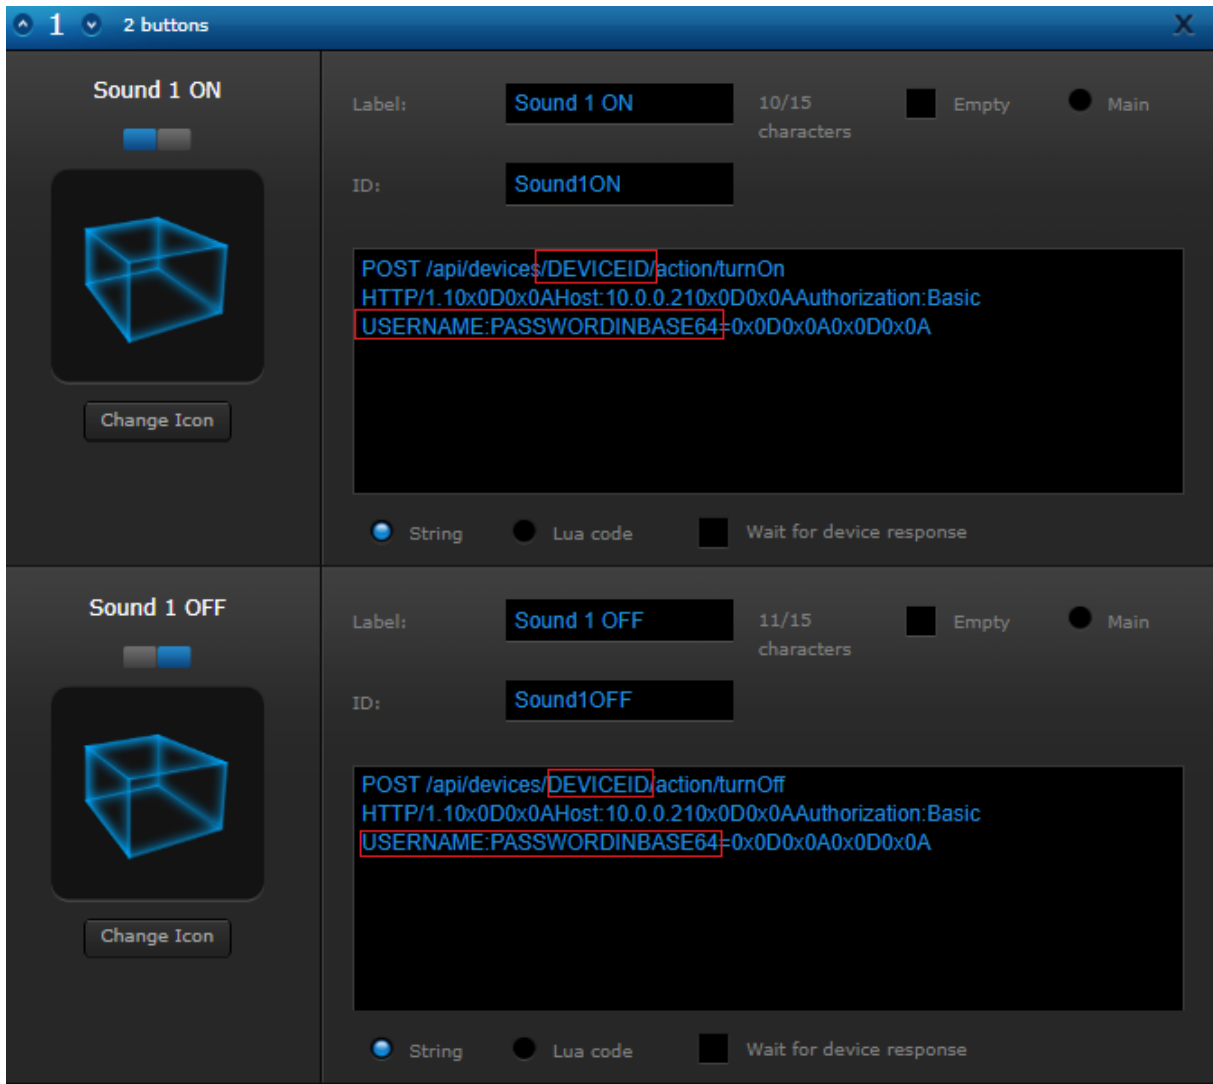 1 2 buttons X
Sound 1 ON
Label: Sound 1 ON 10/15 characters Empty Main
ID: Sound1ON
POST /api/devices/DEVICEID/action/turnOn
HTTP/1.10x0D0x0AHost:10.0.0.210x0D0x0AAuthorization:Basic
USERNAME:PASSWORDINBASE64=0x0D0x0A0x0D0x0A
Change Icon
String Lua code Wait for device response
Sound 1 OFF
Label: Sound 1 OFF 11/15 characters Empty Main
ID: Sound1OFF
POST /api/devices/DEVICEID/action/turnOff
HTTP/1.10x0D0x0AHost:10.0.0.210x0D0x0AAuthorization:Basic
USERNAME:PASSWORDINBASE64=0x0D0x0A0x0D0x0A
Change Icon
String Lua code Wait for device response